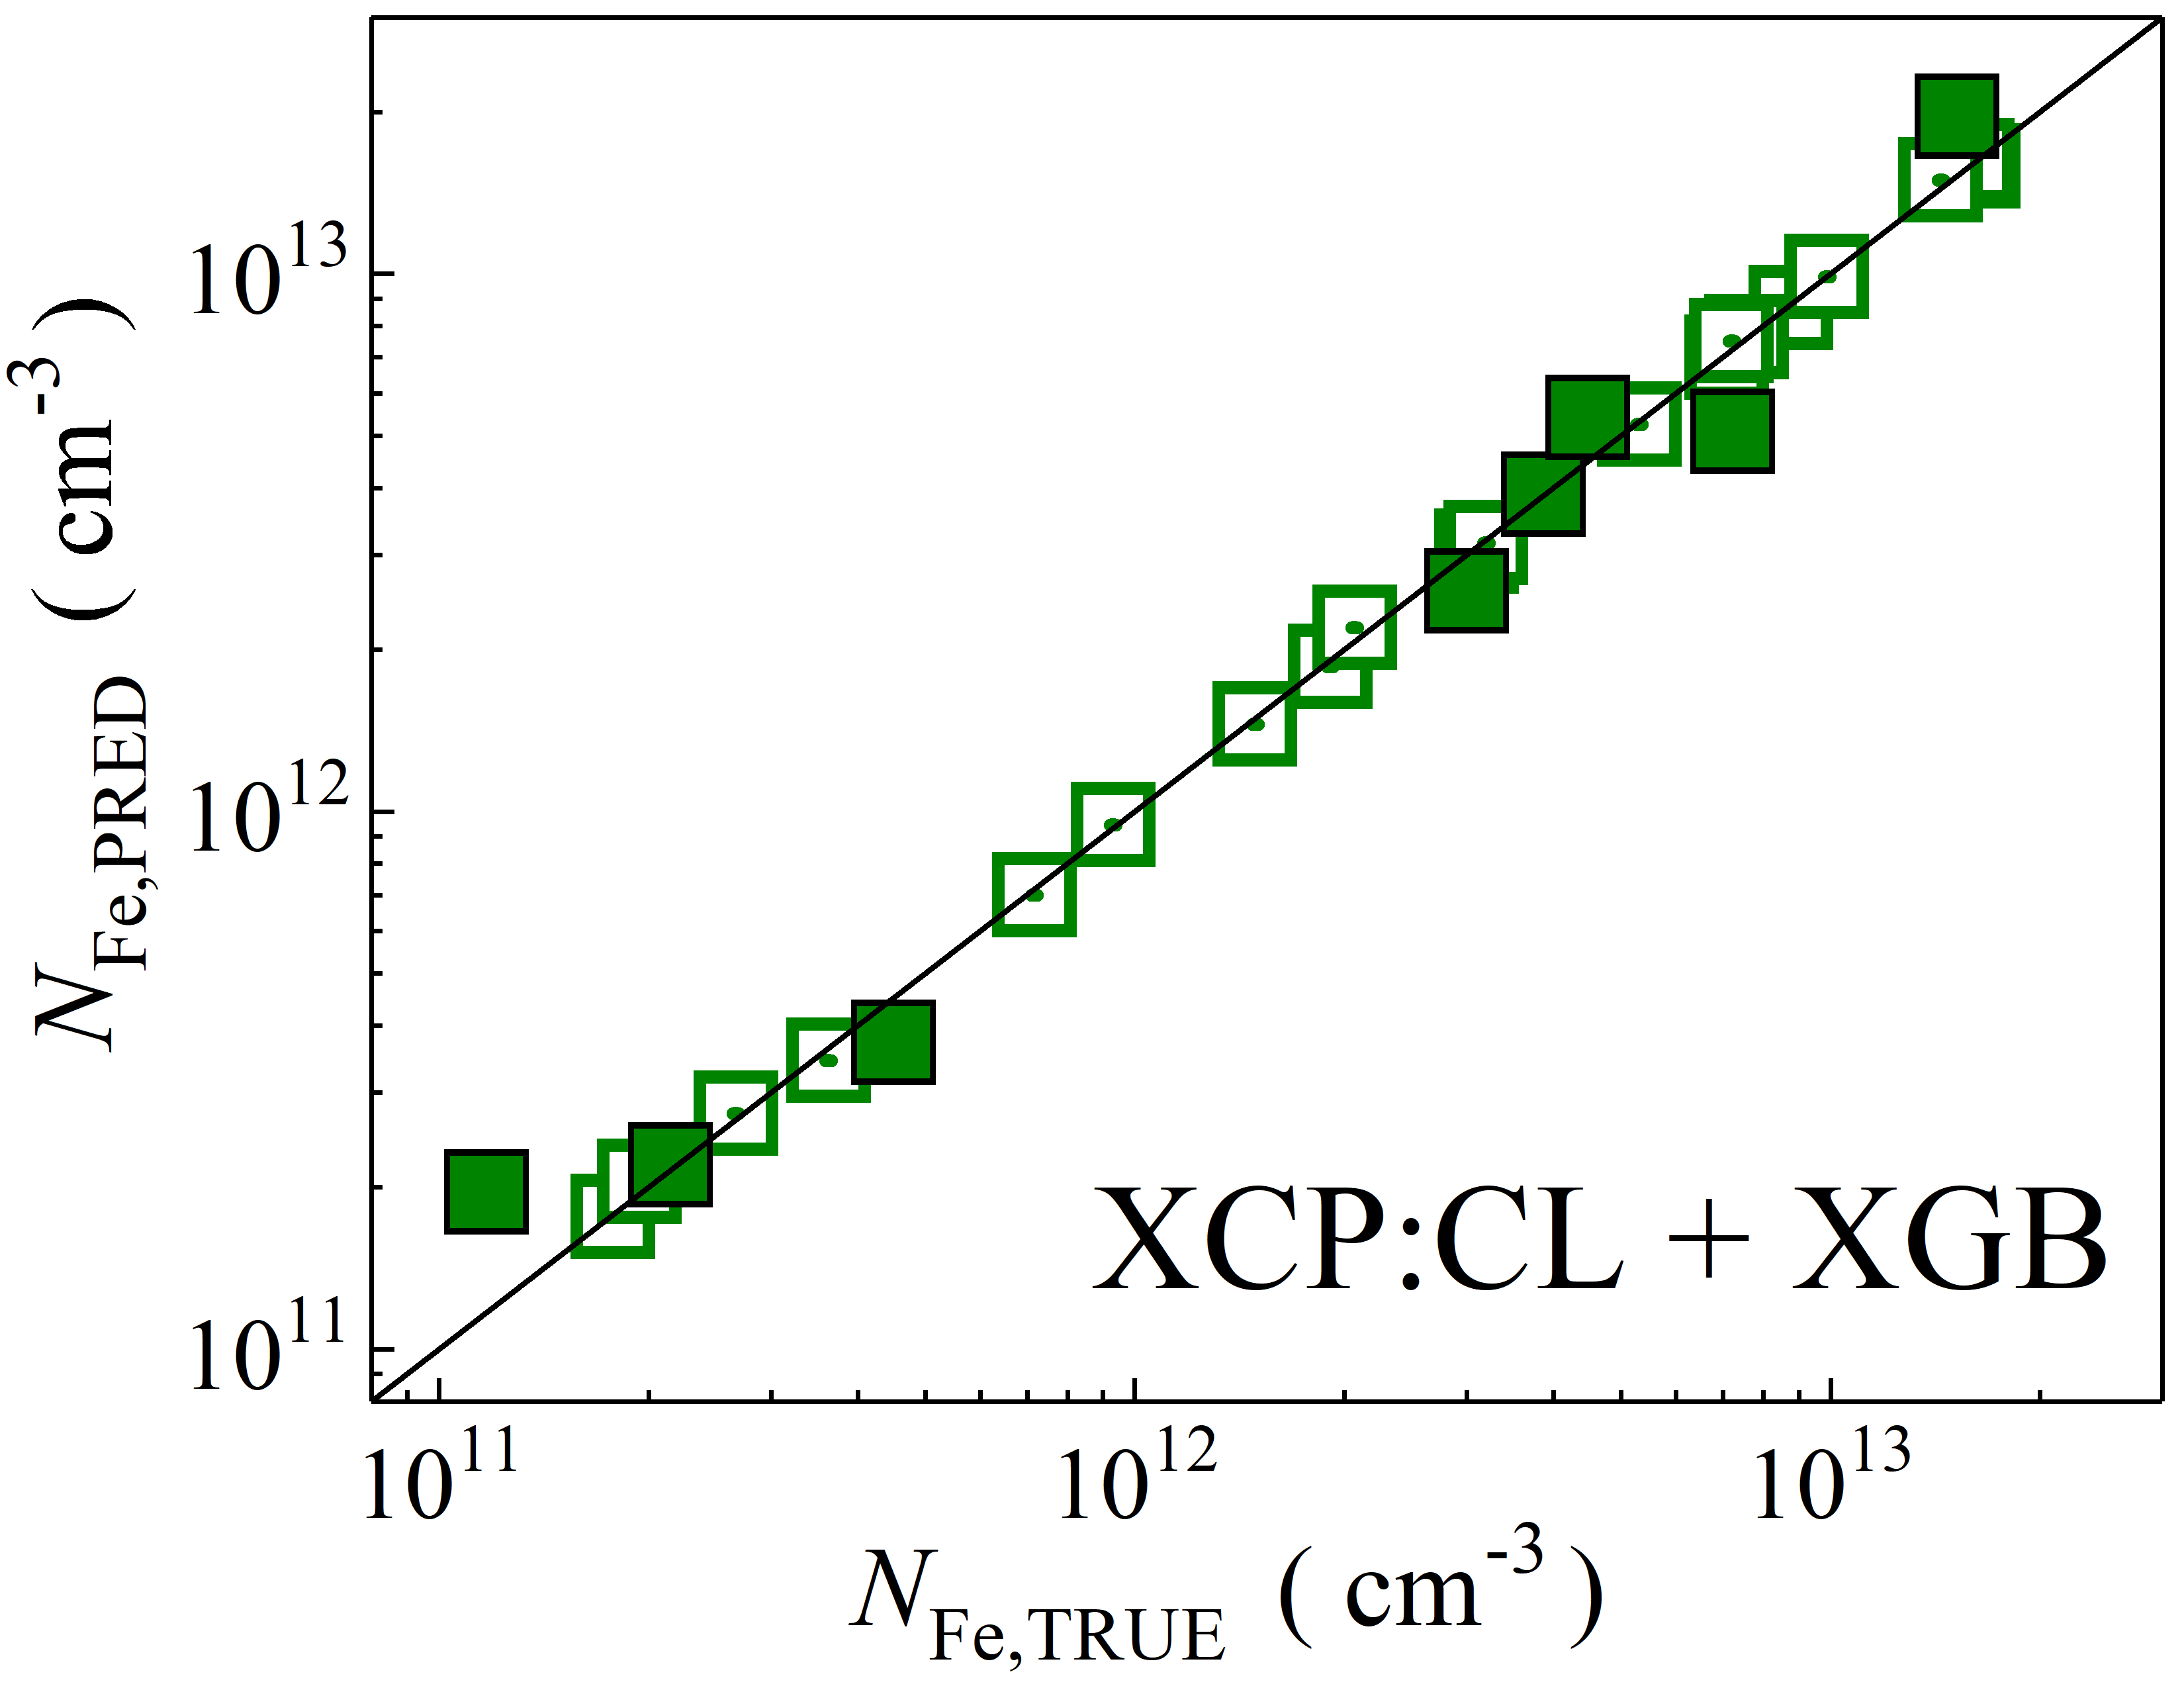 N_Fe,PRED ( cm^-3 )
10^13
10^12
10^11
XCP:CL + XGB
10^11 10^12 10^13
N_Fe,TRUE ( cm^-3 )